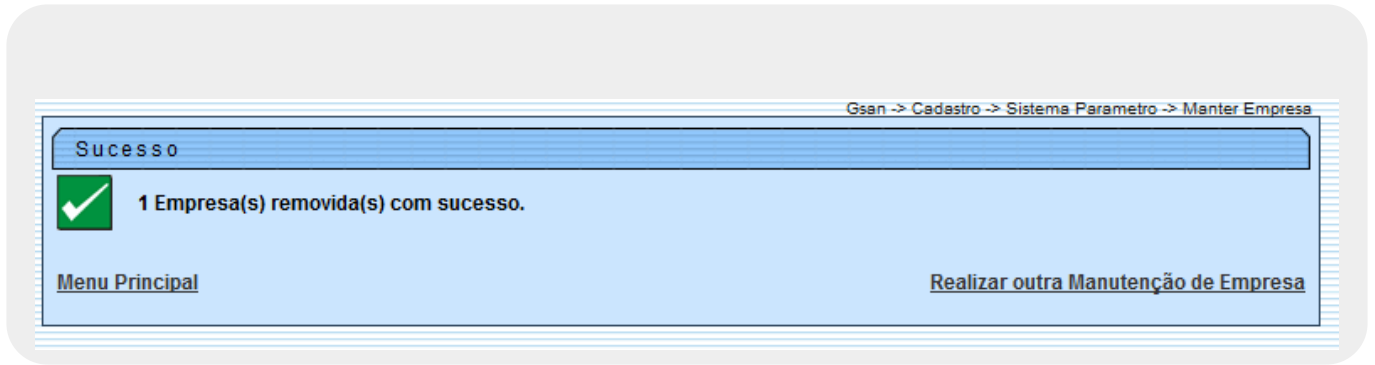 Gsan -> Cadastro -> Sistema Parametro -> Manter Empresa
Sucesso
1 Empresa(s) removida(s) com sucesso.
Menu Principal
Realizar outra Manutenção de Empresa